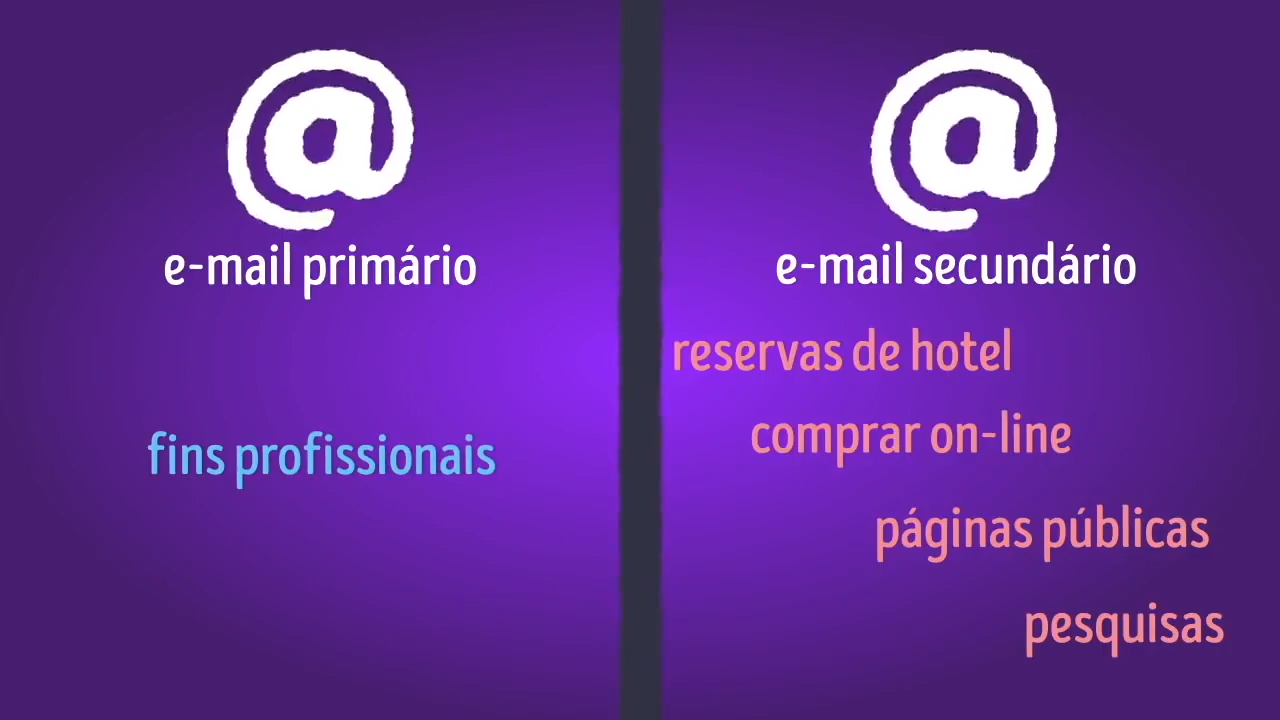 @
e-mail primário
fins profissionais
@
e-mail secundário
reservas de hotel
comprar on-line
páginas públicas
pesquisas